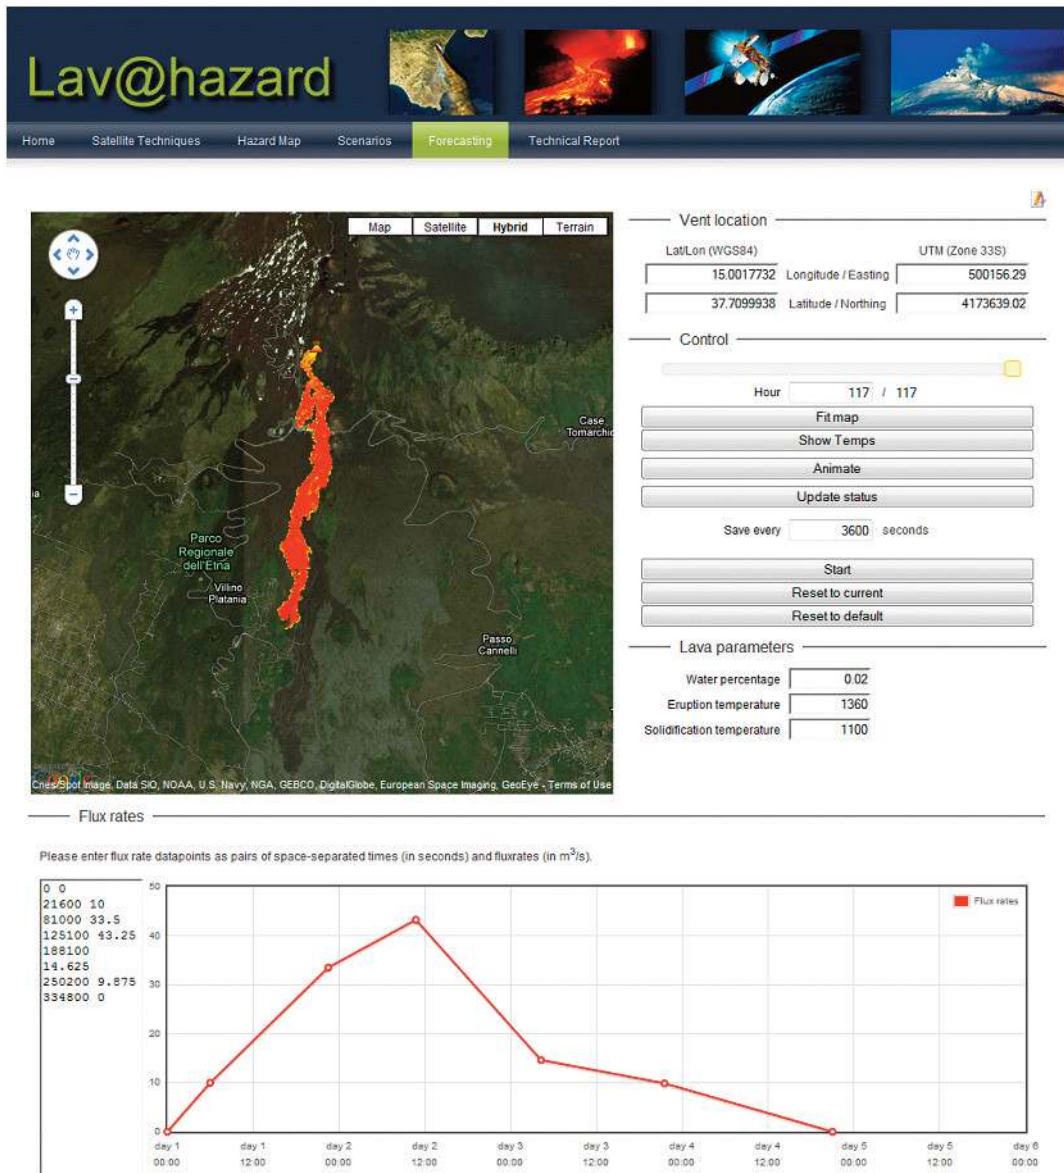 Lav@hazard
Home Satellite Techniques Hazard Map Scenarios Forecasting Technical Report
Map Satellite Hybrid Terrain
Case
Tomarchio
Parco
Regionale
dell'Etna
Villino
Platania
Passo
Cannelli
Cnes/Spot Image, Data SIO, NOAA, U.S. Navy, NGA, GEBCO, DigitalGlobe, European Space Imaging, GeoEye - Terms of Use
Vent location
Lat/Lon (WGS84) UTM (Zone 33S)
15.0017732 Longitude / Easting 500156.29
37.7099938 Latitude / Northing 4173639.02
Control
Hour 117 / 117
Fit map
Show Temps
Animate
Update status
Save every 3600 seconds
Start
Reset to current
Reset to default
Lava parameters
Water percentage 0.02
Eruption temperature 1360
Solidification temperature 1100
Flux rates
Please enter flux rate datapoints as pairs of space-separated times (in seconds) and fluxrates (in m³/s).
0 0
21600 10
81000 33.5
125100 43.25
188100
14.625
250200 9.875
334800 0
Flux rates
50
40
30
20
10
0
day 1 day 1 day 2 day 2 day 3 day 3 day 4 day 4 day 5 day 5 day 6
00:00 12:00 00:00 12:00 00:00 12:00 00:00 12:00 00:00 12:00 00:00